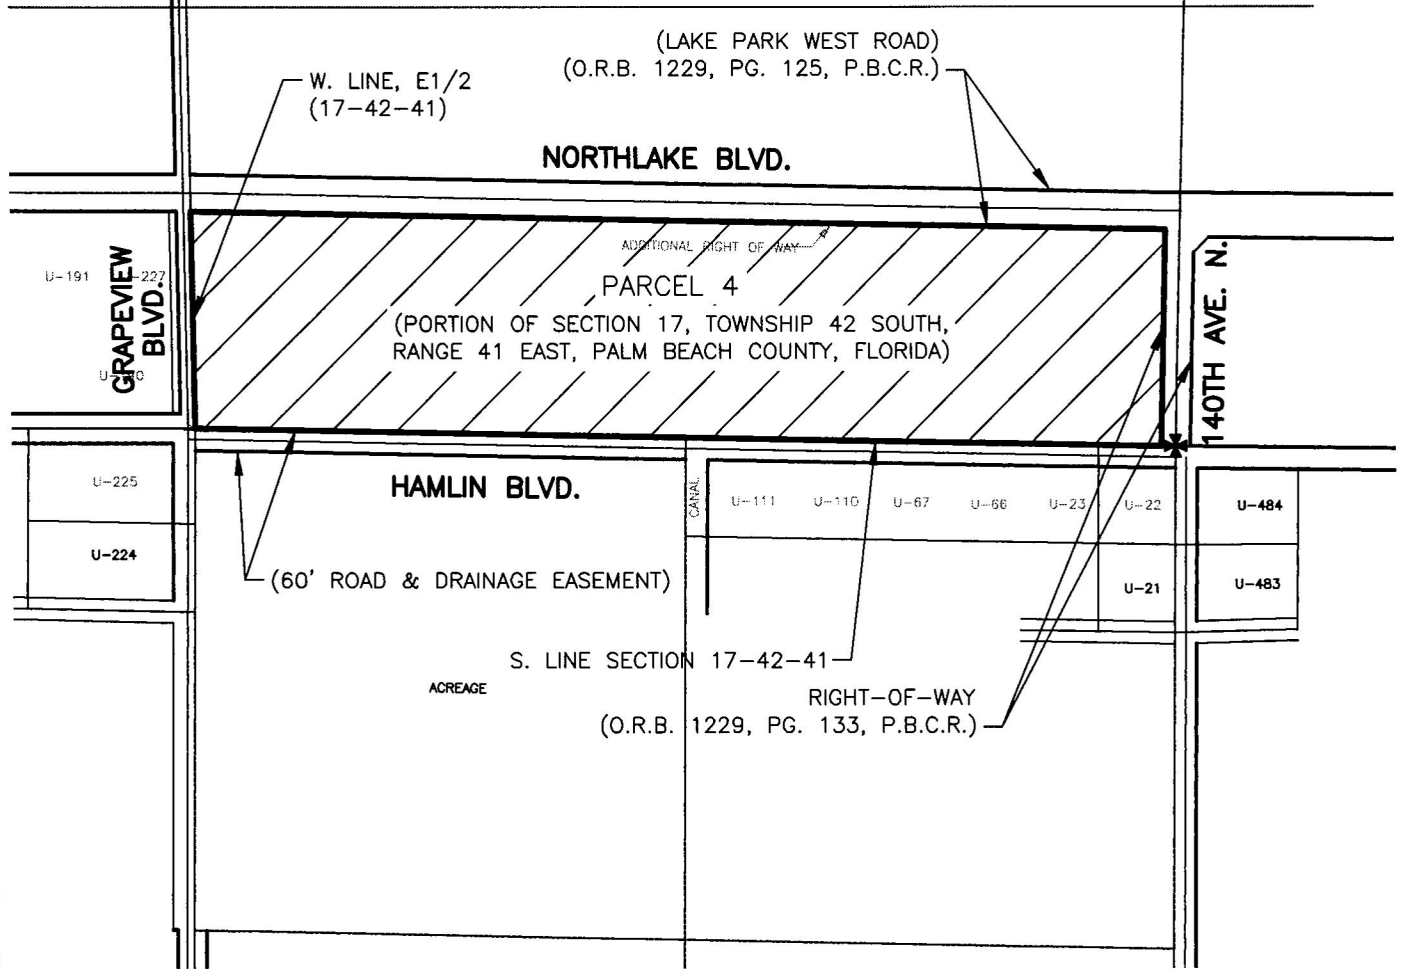 (LAKE PARK WEST ROAD)
(O.R.B. 1229, PG. 125, P.B.C.R.)
W. LINE, E1/2
(17-42-41)
NORTHLAKE BLVD.
ADDITIONAL RIGHT OF WAY
PARCEL 4
(PORTION OF SECTION 17, TOWNSHIP 42 SOUTH,
RANGE 41 EAST, PALM BEACH COUNTY, FLORIDA)
U-191
-227
GRAPEVIEW
BLVD.
140TH AVE. N.
HAMLIN BLVD.
CANAL
U-225
U-224
U-111
U-110
U-67
U-66
U-23
U-22
U-484
U-21
U-483
(60' ROAD & DRAINAGE EASEMENT)
S. LINE SECTION 17-42-41
ACREAGE
RIGHT-OF-WAY
(O.R.B. 1229, PG. 133, P.B.C.R.)